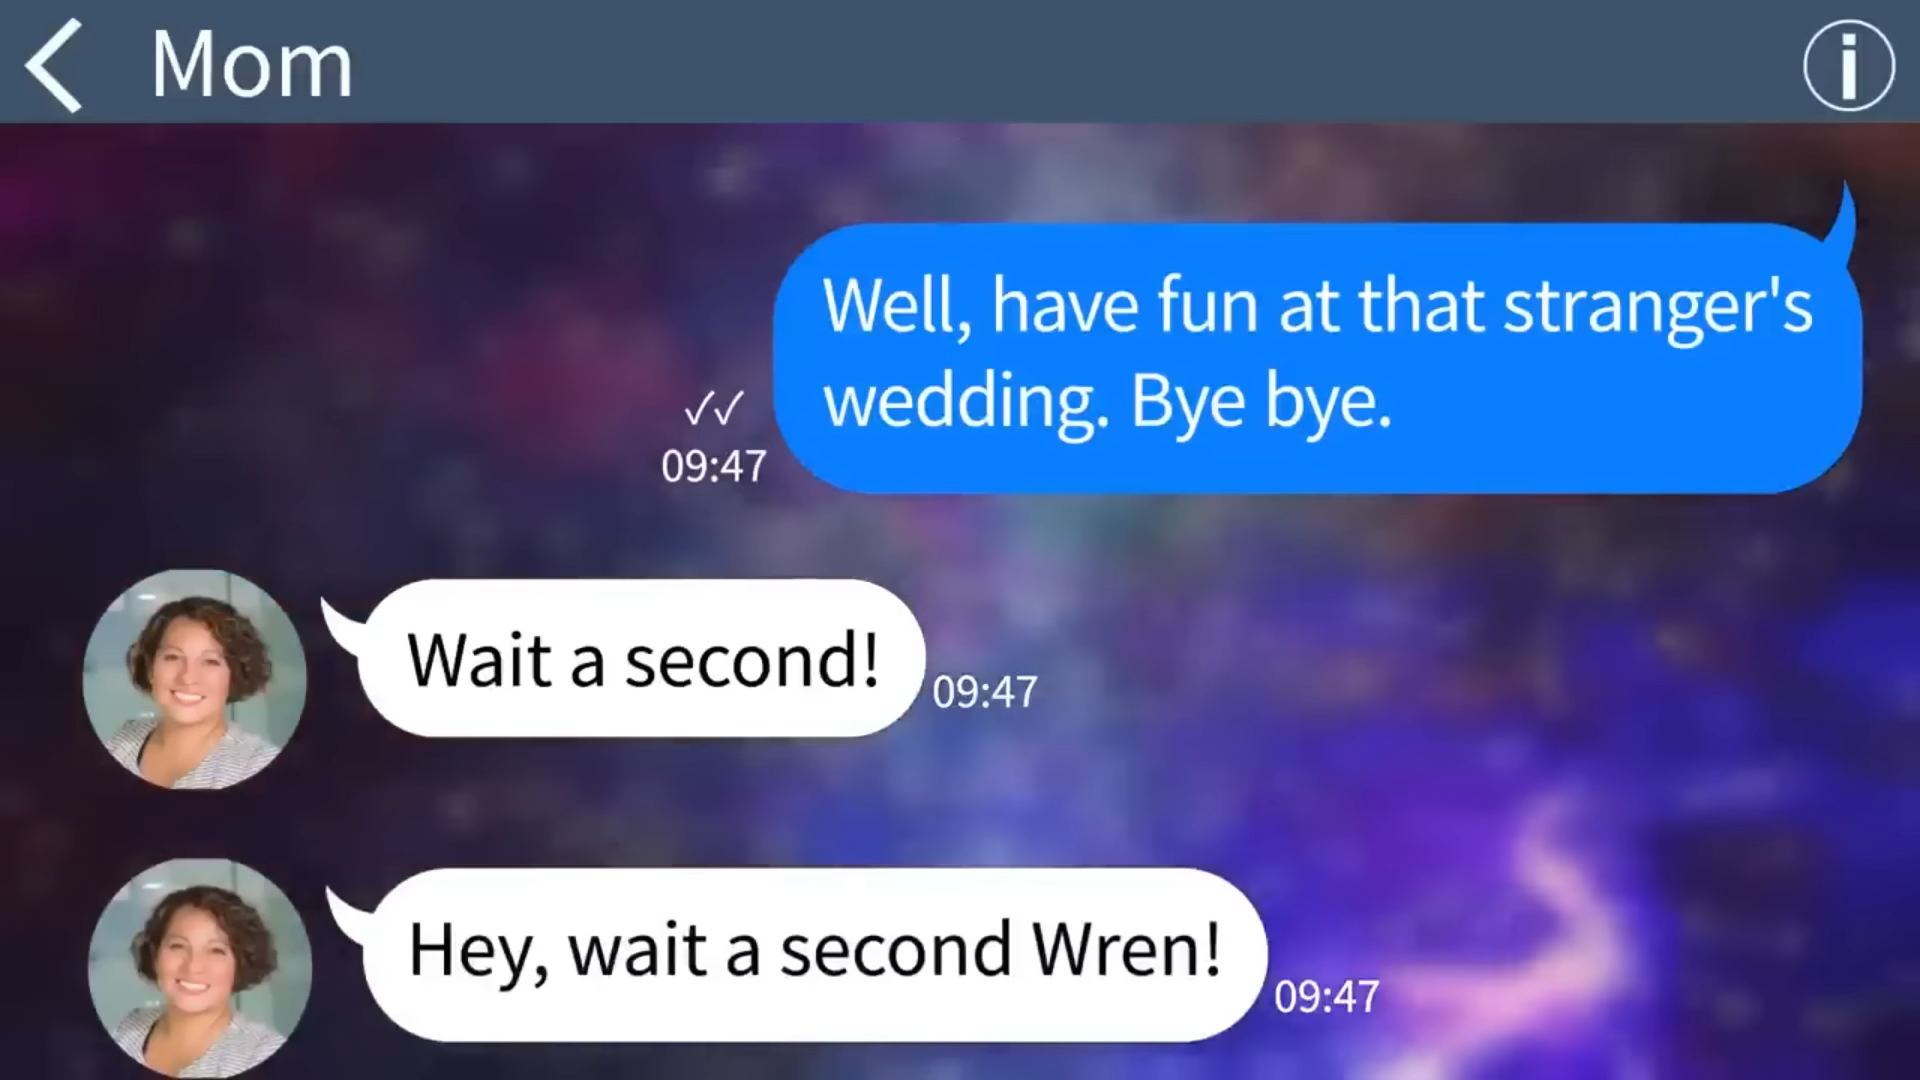 Mom
Well, have fun at that stranger's
wedding. Bye bye.
✓✓
09:47
Wait a second!
09:47
Hey, wait a second Wren!
09:47